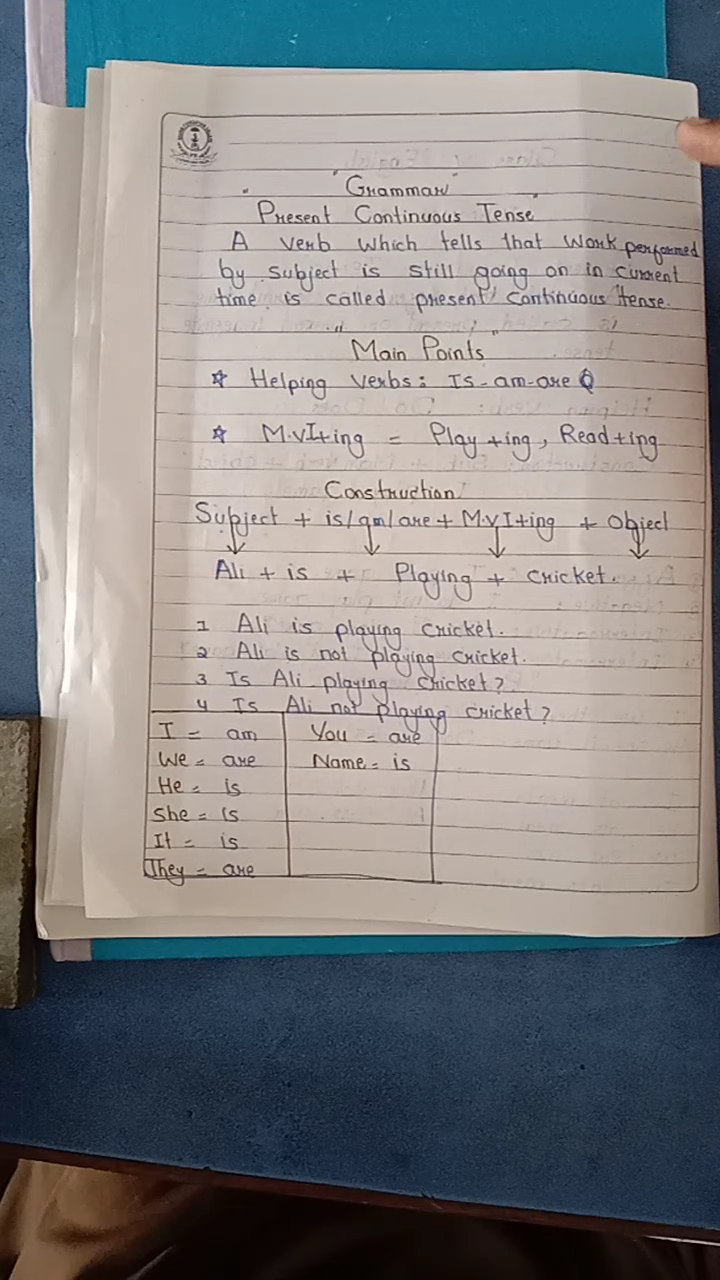 "Grammar"
"Present Continuous Tense"
A verb which tells that work performed
by subject is still going on in current
time is called present continuous tense.
"Main Points"
☆ Helping verbs: Is-am-are
☆ M.vI+ing = Play+ing, Read+ing
Construction
Subject + is/am/are + M.vI+ing + Object
Ali + is + Playing + cricket.
1 Ali is playing cricket.
2 Ali is not playing cricket.
3 Is Ali playing cricket?
4 Is Ali not playing cricket?
I = am You = are
We = are Name = is
He = is
She = is
It = is
They = are